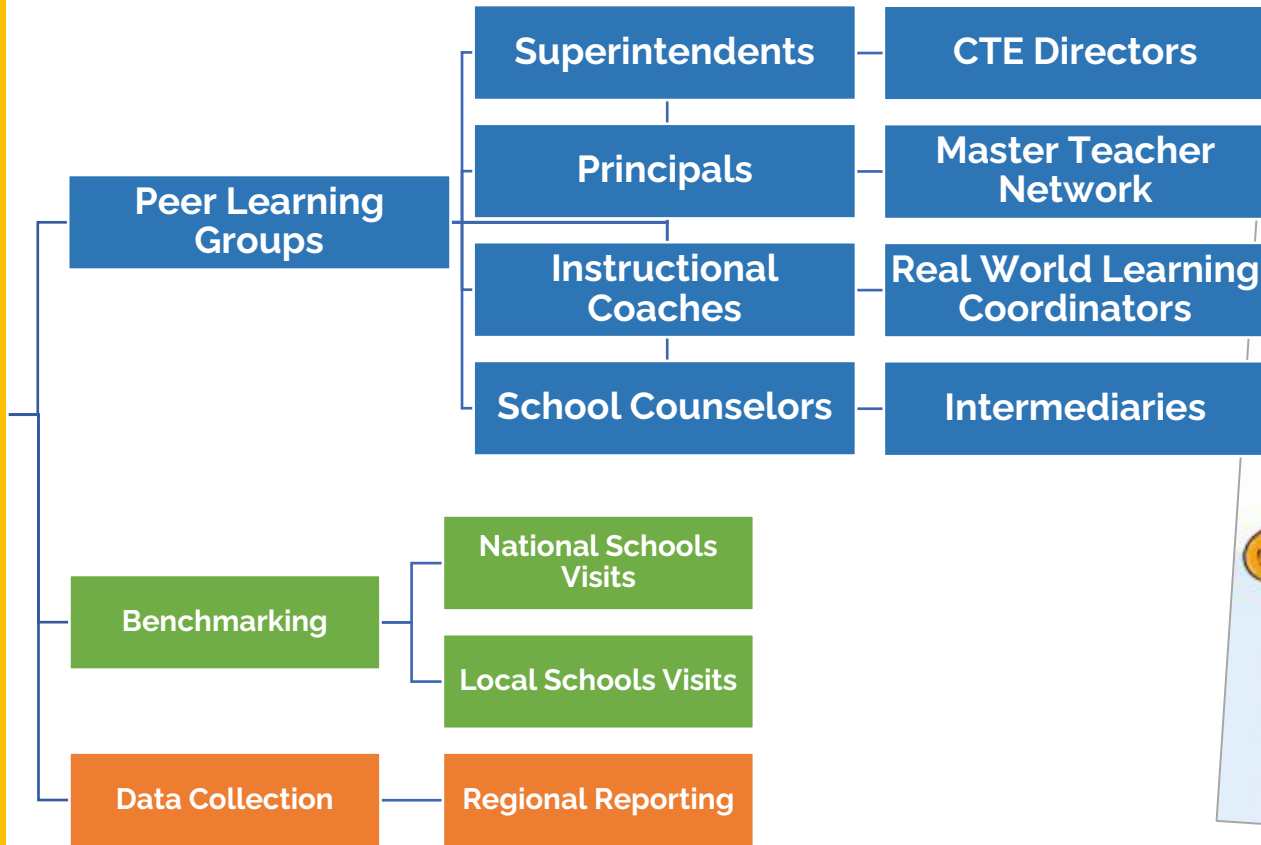 Superintendents
CTE Directors
Principals
Master Teacher
Network
Peer Learning
Groups
Instructional
Coaches
Real World Learning
Coordinators
School Counselors
Intermediaries
National Schools
Visits
Benchmarking
Local Schools Visits
Data Collection
Regional Reporting